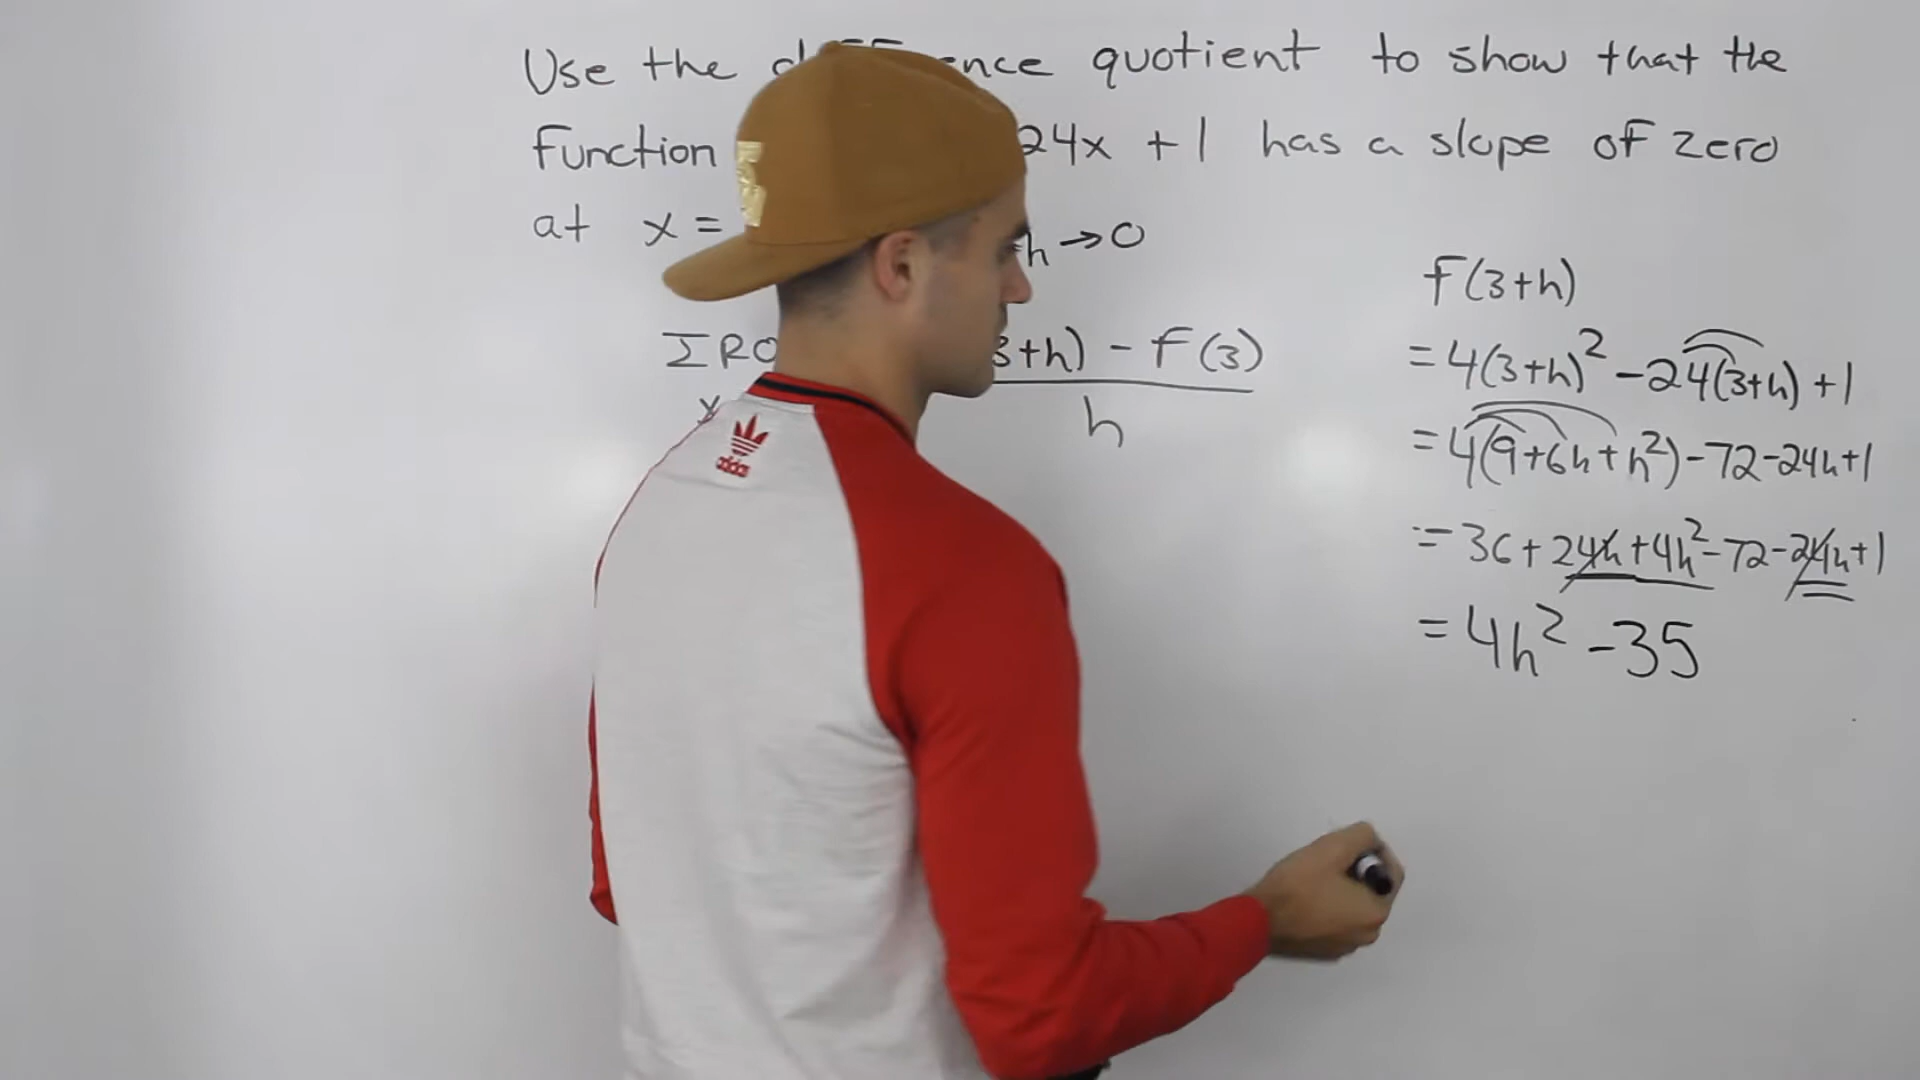 Use the quotient to show that the
function 24x + 1 has a slope of zero
at x =
h → 0
f(3+h)
= 4(3+h)² - 24(3+h) + 1
= 4(9+6h+h²) - 72 - 24h + 1
= 36 + 24h + 4h² - 72 - 24h + 1
= 4h² - 35
IRO 3+h) - f(3)
h
adidas